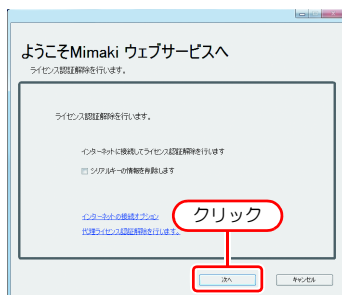 ようこそMimaki ウェブサービスへ
ライセンス認証解除を行います。
ライセンス認証解除を行います。
インターネットに接続してライセンス認証解除を行います
シリアルキーの情報を削除します
インターネットの接続オプション
代理ライセンス認証解除を行います。
クリック
次へ
キャンセル